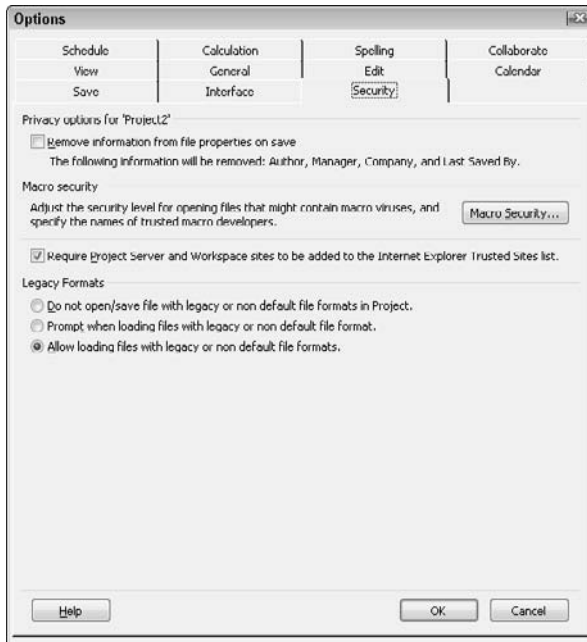 Options
Schedule Calculation Spelling Collaborate
View General Edit Calendar
Save Interface Security
Privacy options for 'Project2'
Remove information from file properties on save
The following information will be removed: Author, Manager, Company, and Last Saved By.
Macro security
Adjust the security level for opening files that might contain macro viruses, and
specify the names of trusted macro developers.
Macro Security...
Require Project Server and Workspace sites to be added to the Internet Explorer Trusted Sites list.
Legacy Formats
Do not open/save file with legacy or non default file formats in Project.
Prompt when loading files with legacy or non default file format.
Allow loading files with legacy or non default file formats.
Help OK Cancel